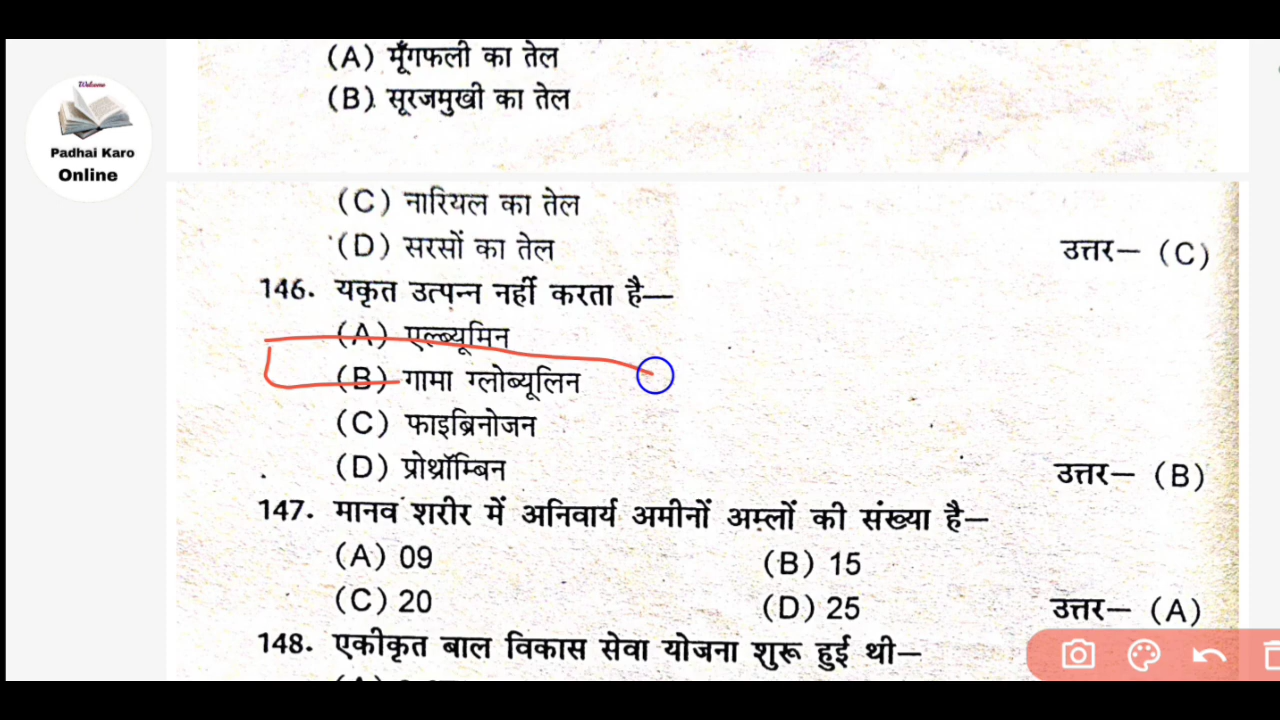 (A) मूँगफली का तेल
(B) सूरजमुखी का तेल
Welcome
Padhai Karo
Online
(C) नारियल का तेल
(D) सरसों का तेल
उत्तर— (C)
146. यकृत उत्पन्न नहीं करता है—
(A) एल्ब्यूमिन
(B) गामा ग्लोब्यूलिन
(C) फाइब्रिनोजन
(D) प्रोथ्रॉम्बिन
उत्तर— (B)
147. मानव शरीर में अनिवार्य अमीनों अम्लों की संख्या है—
(A) 09
(B) 15
(C) 20
(D) 25
उत्तर— (A)
148. एकीकृत बाल विकास सेवा योजना शुरू हुई थी—